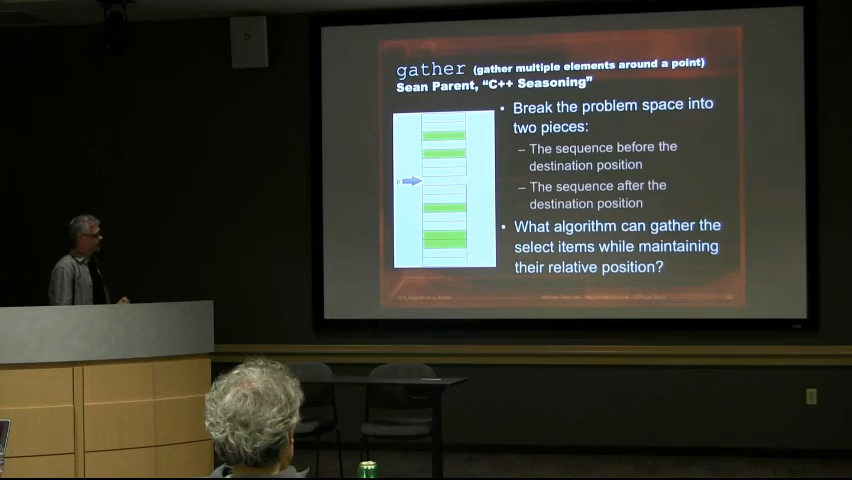 gather (gather multiple elements around a point)
Sean Parent, “C++ Seasoning”
• Break the problem space into
two pieces:
– The sequence before the
destination position
– The sequence after the
destination position
• What algorithm can gather the
select items while maintaining
their relative position?